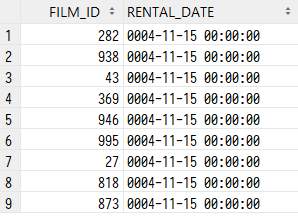 FILM_ID RENTAL_DATE
1 282 0004-11-15 00:00:00
2 938 0004-11-15 00:00:00
3 43 0004-11-15 00:00:00
4 369 0004-11-15 00:00:00
5 946 0004-11-15 00:00:00
6 995 0004-11-15 00:00:00
7 27 0004-11-15 00:00:00
8 818 0004-11-15 00:00:00
9 873 0004-11-15 00:00:00